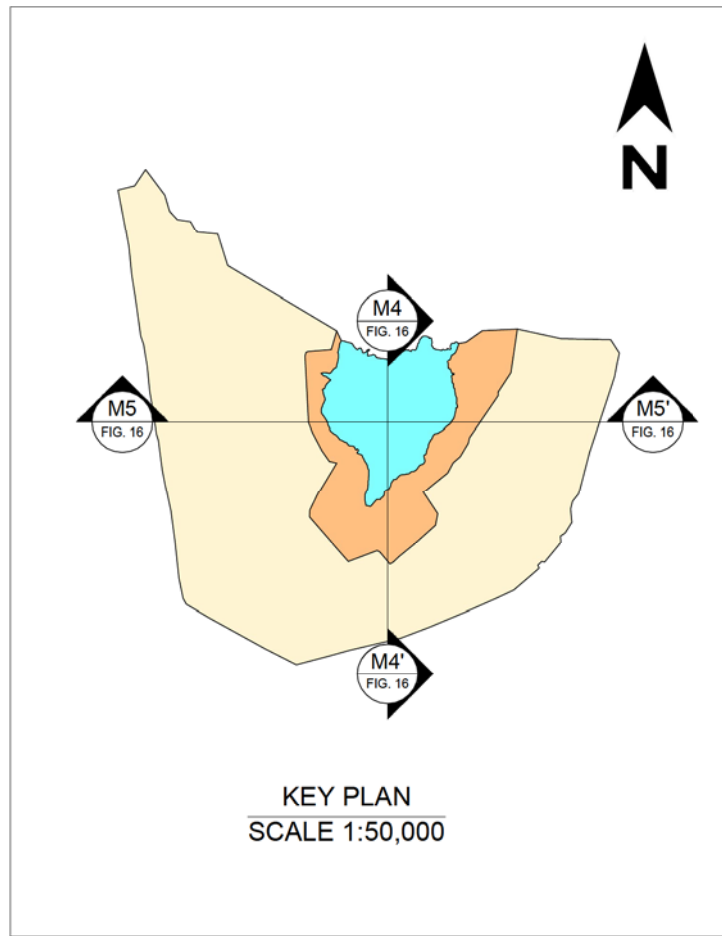 N
M4
FIG. 16
M5
FIG. 16
M5'
FIG. 16
M4'
FIG. 16
KEY PLAN
SCALE 1:50,000